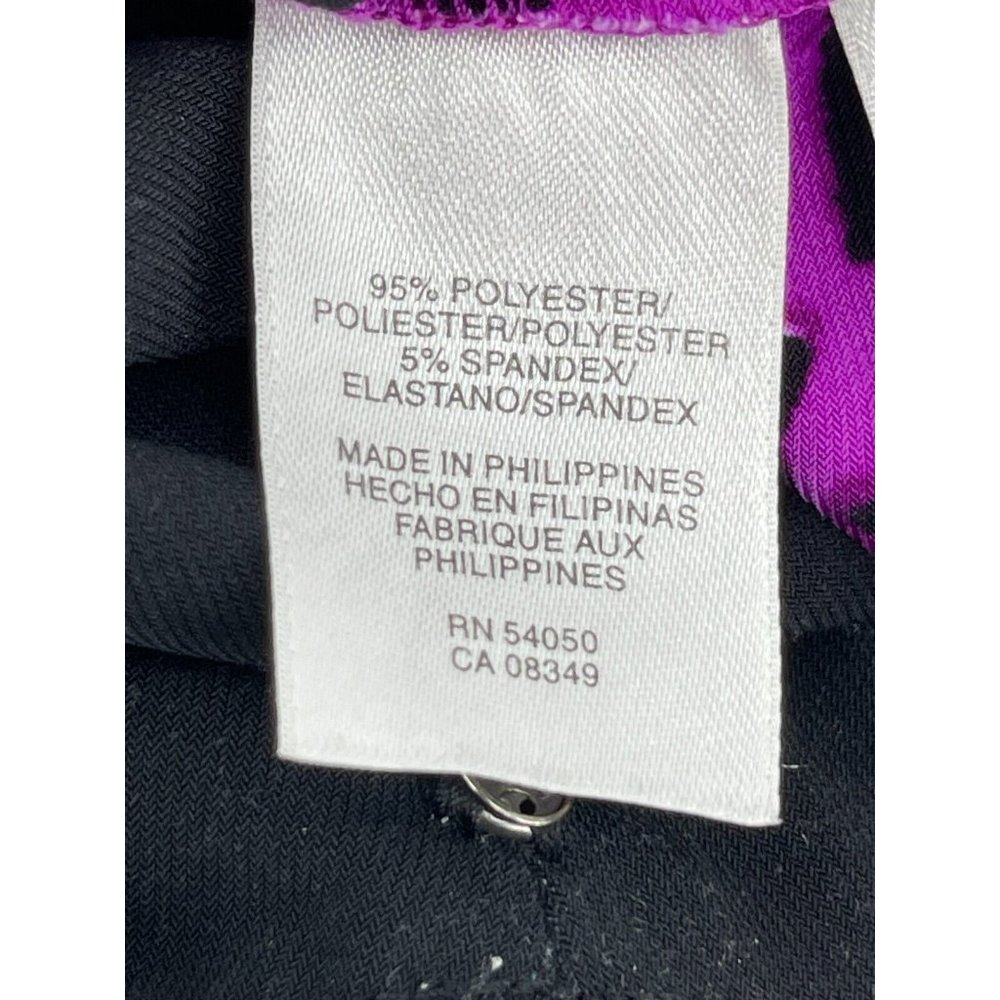 95% POLYESTER/
POLIESTER/POLYESTER
5% SPANDEX/
ELASTANO/SPANDEX
MADE IN PHILIPPINES
HECHO EN FILIPINAS
FABRIQUE AUX
PHILIPPINES
RN 54050
CA 08349